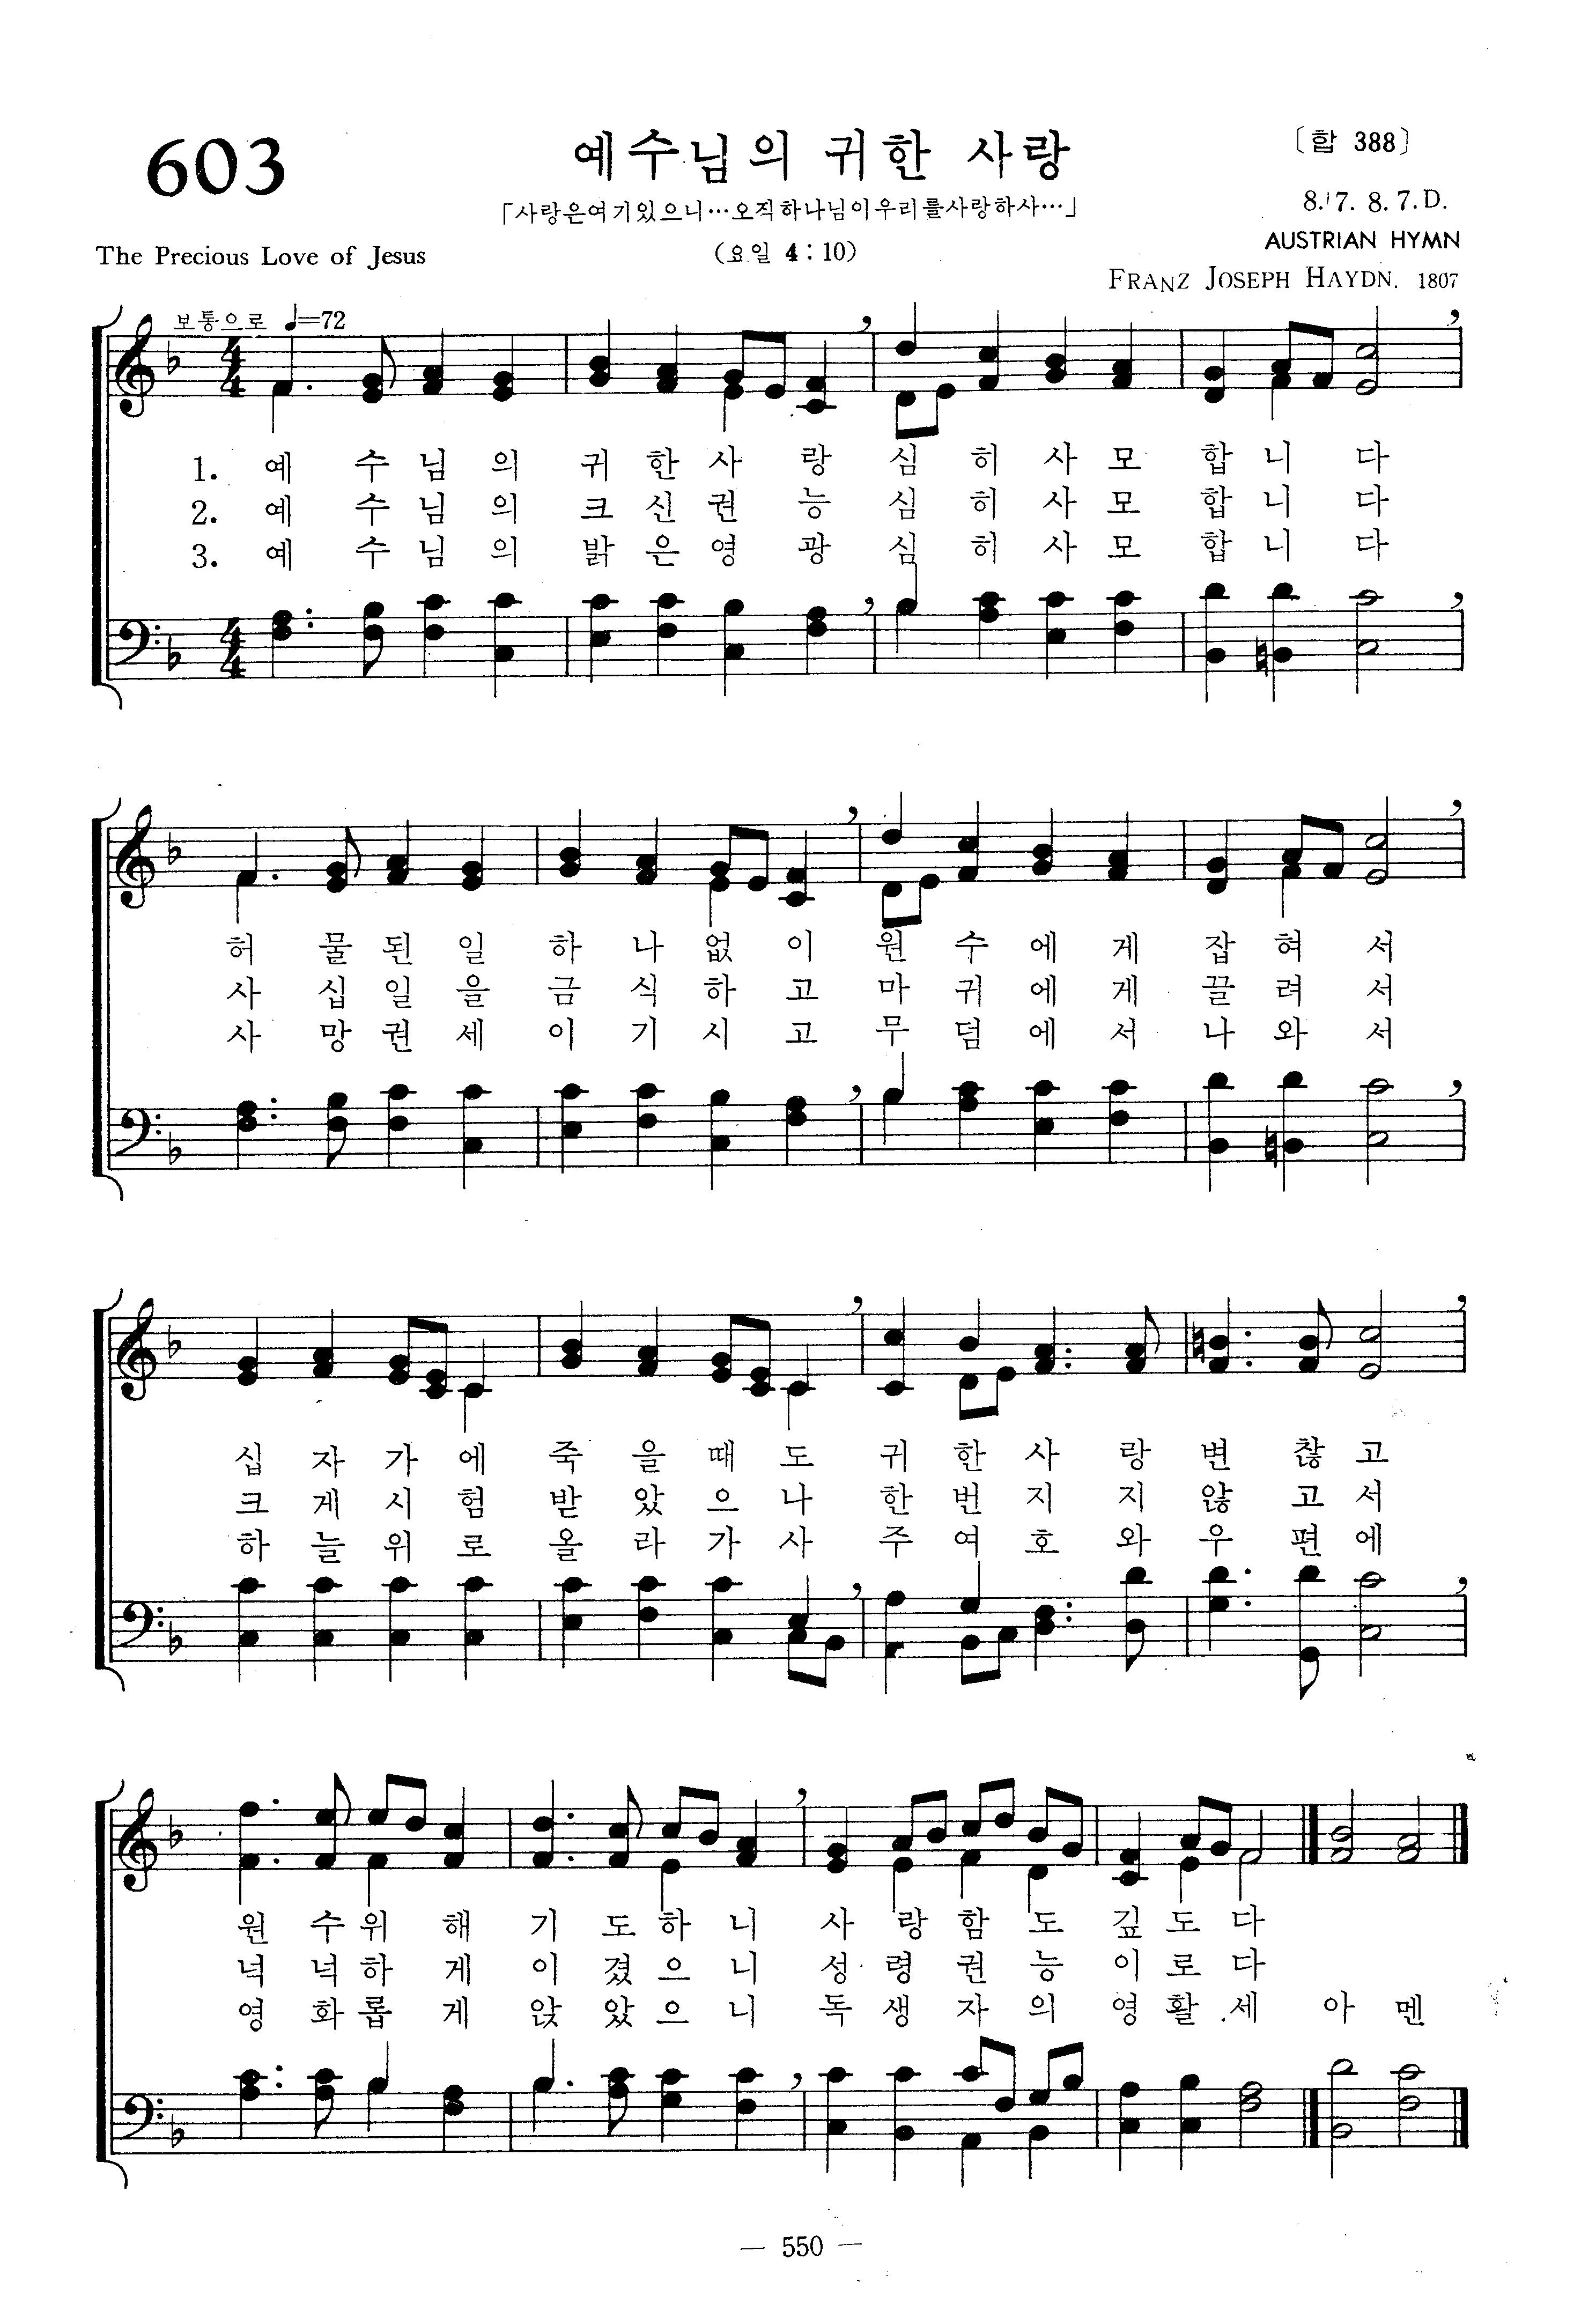 603
예수님의 귀한 사랑
〔합 388〕
「사랑은여기있으니…오직하나님이우리를사랑하사…」
8. 7. 8. 7. D.
The Precious Love of Jesus
(요일 4 : 10)
AUSTRIAN HYMN
FRANZ JOSEPH HAYDN. 1807
보통으로 ♩=72
1. 예 수 님 의 귀 한 사 랑 심 히 사 모 합 니 다
2. 예 수 님 의 크 신 권 능 심 히 사 모 합 니 다
3. 예 수 님 의 밝 은 영 광 심 히 사 모 합 니 다
허 물 된 일 하 나 없 이 원 수 에 게 잡 혀 서
사 십 일 을 금 식 하 고 마 귀 에 게 끌 려 서
사 망 권 세 이 기 시 고 무 덤 에 서 나 와 서
십 자 가 에 죽 을 때 도 귀 한 사 랑 변 찮 고
크 게 시 험 받 았 으 나 한 번 지 지 않 고 서
하 늘 위 로 올 라 가 사 주 여 호 와 우 편 에
원 수 위 해 기 도 하 니 사 랑 함 도 깊 도 다
넉 넉 하 게 이 겼 으 니 성 령 권 능 이 로 다
영 화 롭 게 앉 았 으 니 독 생 자 의 영 활 세 아 멘
— 550 —